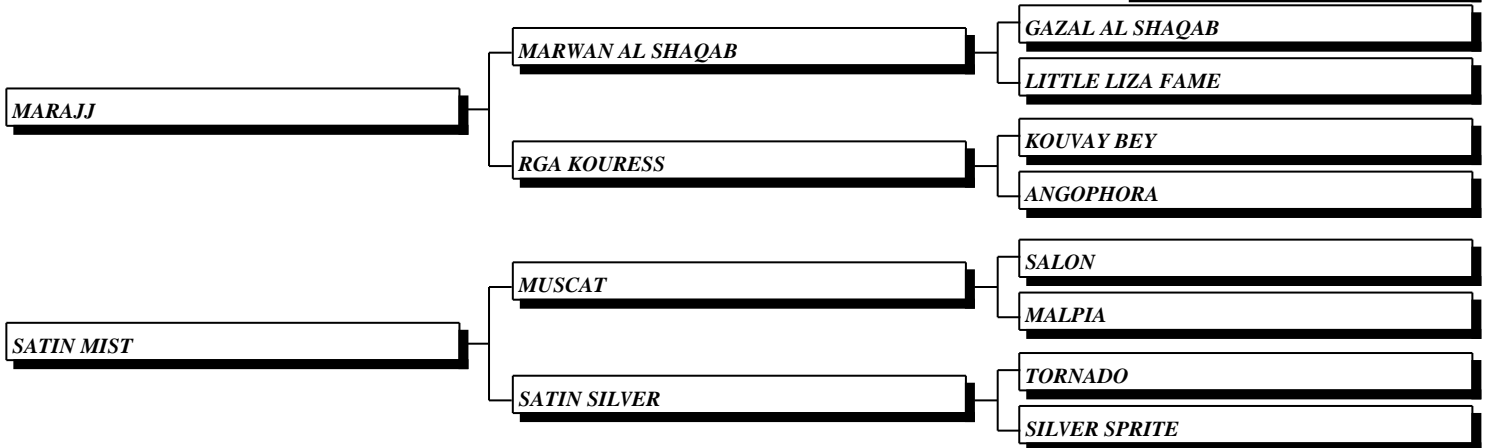 GAZAL AL SHAQAB
MARWAN AL SHAQAB
LITTLE LIZA FAME
MARAJJ
KOUVAY BEY
RGA KOURESS
ANGOPHORA
SALON
MUSCAT
MALPIA
SATIN MIST
TORNADO
SATIN SILVER
SILVER SPRITE